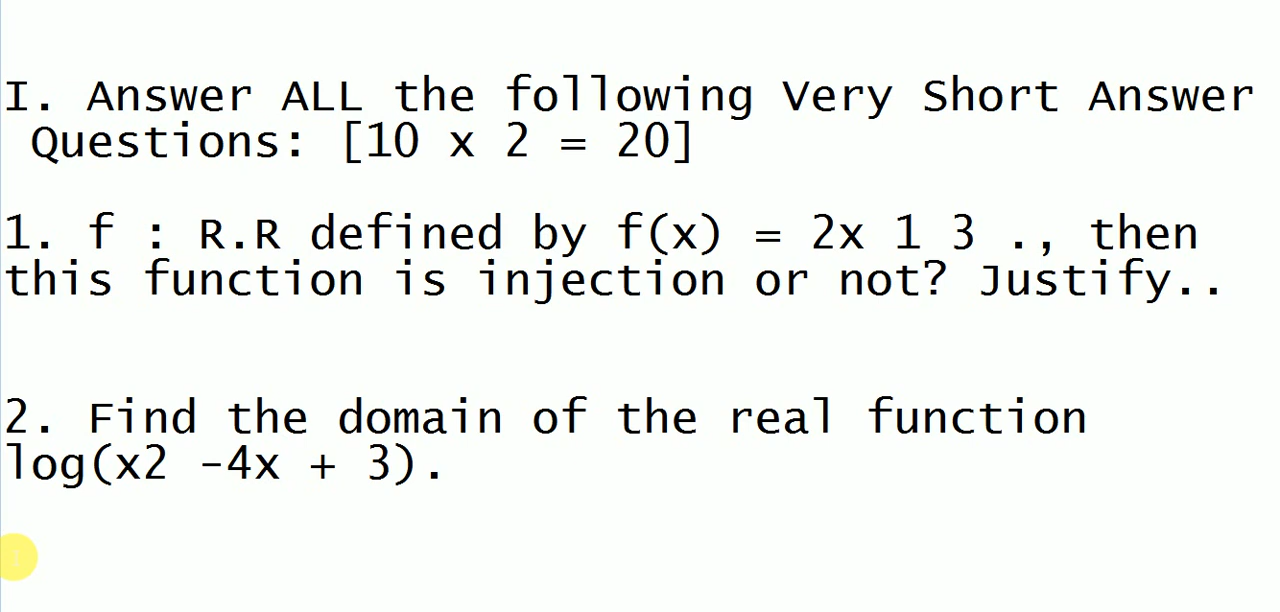 I. Answer ALL the following Very Short Answer
Questions: [10 x 2 = 20]
1. f : R.R defined by f(x) = 2x 1 3 ., then
this function is injection or not? Justify..
2. Find the domain of the real function
log(x2 -4x + 3).